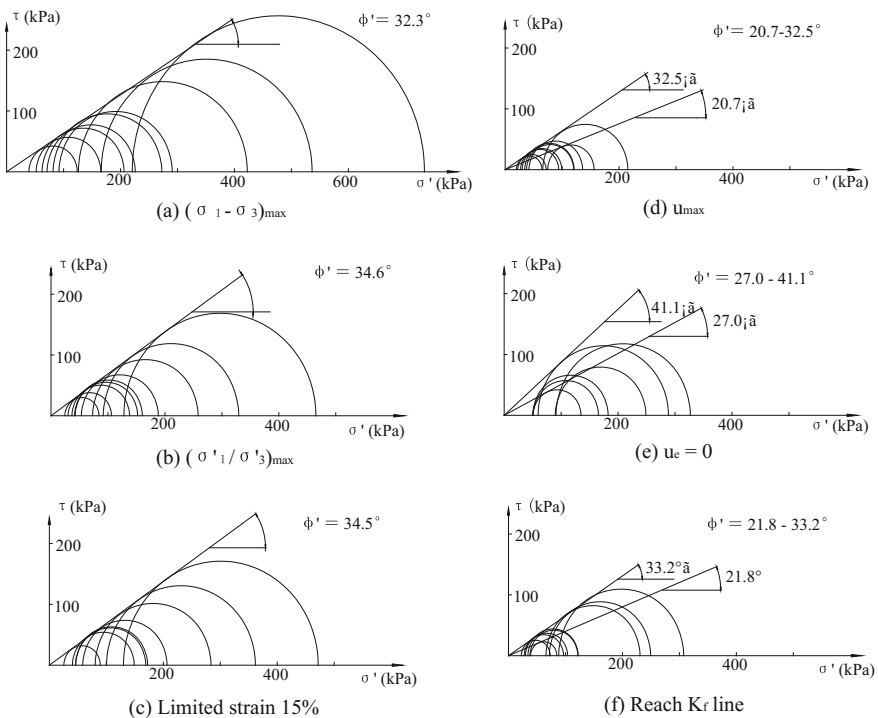 τ (kPa)
ϕ' = 32.3°
200
100
200
400
600
σ' (kPa)
(a) (σ1 - σ3)max
τ (kPa)
ϕ' = 34.6°
200
100
200
400
σ' (kPa)
(b) (σ'1 / σ'3)max
τ (kPa)
ϕ' = 34.5°
200
100
200
400
σ' (kPa)
(c) Limited strain 15%
τ (kPa)
ϕ' = 20.7-32.5°
200
32.5¡ã
20.7¡ã
100
200
400
σ' (kPa)
(d) umax
τ (kPa)
ϕ' = 27.0 - 41.1°
200
41.1¡ã
27.0¡ã
100
200
400
σ' (kPa)
(e) ue = 0
τ (kPa)
ϕ' = 21.8 - 33.2°
200
33.2°ã
21.8°
100
200
400
σ' (kPa)
(f) Reach Kf line